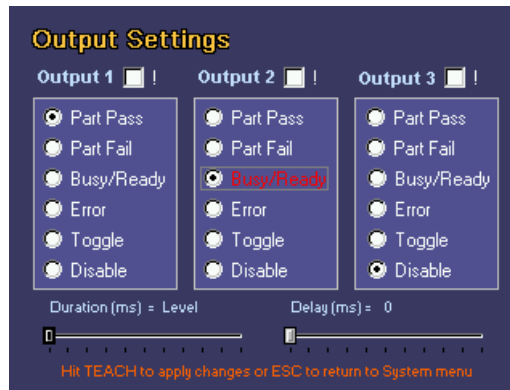 Output Settings
Output 1 ! Output 2 ! Output 3 !
Part Pass Part Pass Part Pass
Part Fail Part Fail Part Fail
Busy/Ready Busy/Ready Busy/Ready
Error Error Error
Toggle Toggle Toggle
Disable Disable Disable
Duration (ms) = Level Delay (ms) = 0
Hit TEACH to apply changes or ESC to return to System menu